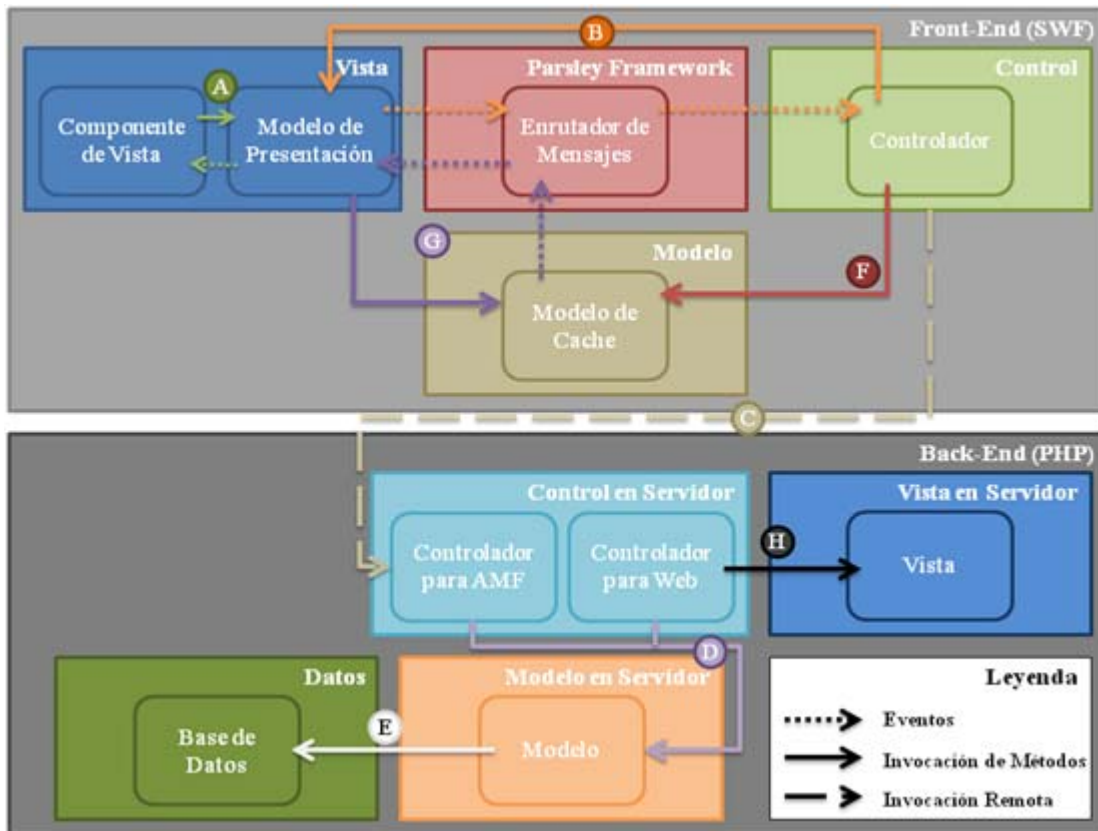 B
Front-End (SWF)
Vista
Parsley Framework
Control
A
Componente
de Vista
Modelo de
Presentación
Enrutador de
Mensajes
Controlador
G
Modelo
F
Modelo de
Cache
C
Back-End (PHP)
Control en Servidor
Vista en Servidor
Controlador
para AMF
Controlador
para Web
H
Vista
D
Datos
Modelo en Servidor
Leyenda
Base de
Datos
E
Modelo
Eventos
Invocación de Métodos
Invocación Remota